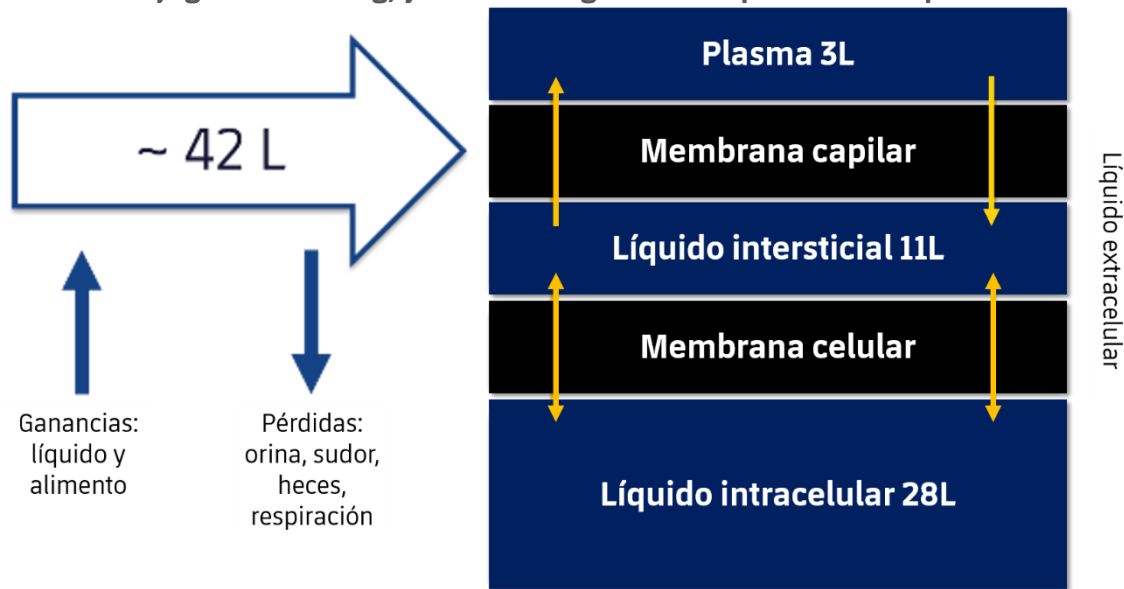 ~ 42 L
Ganancias:
líquido y
alimento
Pérdidas:
orina, sudor,
heces,
respiración
Plasma 3L
Membrana capilar
Líquido intersticial 11L
Membrana celular
Líquido intracelular 28L
Líquido extracelular